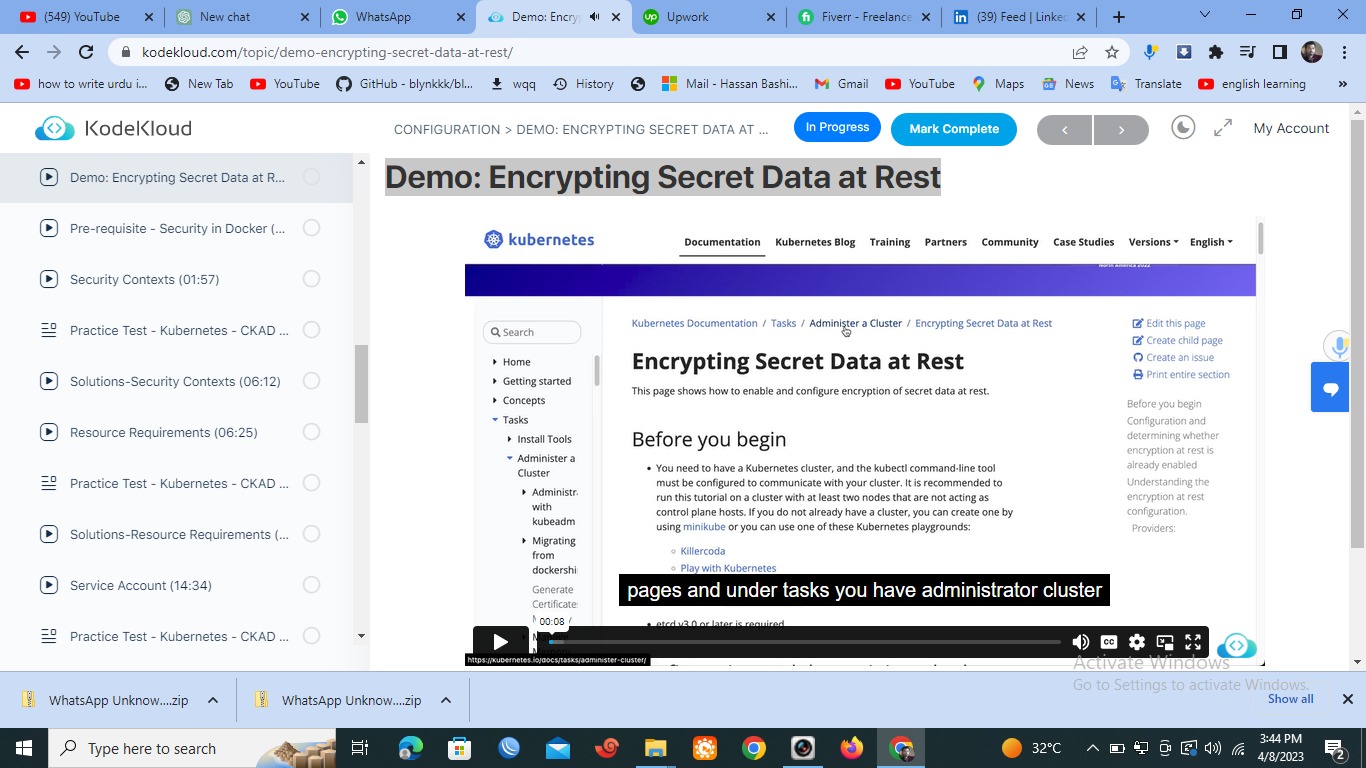 (549) YouTube
New chat
WhatsApp
Demo: Encry
Upwork
Fiverr - Freelance
(39) Feed | Linke
kodekloud.com/topic/demo-encrypting-secret-data-at-rest/
how to write urdu i...
New Tab
YouTube
GitHub - blynkkk/bl...
wqq
History
Mail - Hassan Bashi...
Gmail
YouTube
Maps
News
Translate
english learning
»
KodeKloud
CONFIGURATION > DEMO: ENCRYPTING SECRET DATA AT ...
In Progress
Mark Complete
<
>
My Account
Demo: Encrypting Secret Data at R...
Pre-requisite - Security in Docker (...
Security Contexts (01:57)
Practice Test - Kubernetes - CKAD ...
Solutions-Security Contexts (06:12)
Resource Requirements (06:25)
Practice Test - Kubernetes - CKAD ...
Solutions-Resource Requirements (...
Service Account (14:34)
Practice Test - Kubernetes - CKAD ...
Demo: Encrypting Secret Data at Rest
kubernetes
Documentation
Kubernetes Blog
Training
Partners
Community
Case Studies
Versions
English
North America 2022
Search
Home
Getting started
Concepts
Tasks
Install Tools
Administer a
Cluster
Administr
with
kubeadm
Migrating
from
dockershi
Generate
Certificate
Kubernetes Documentation / Tasks / Administer a Cluster / Encrypting Secret Data at Rest
Encrypting Secret Data at Rest
This page shows how to enable and configure encryption of secret data at rest.
Before you begin
• You need to have a Kubernetes cluster, and the kubectl command-line tool
must be configured to communicate with your cluster. It is recommended to
run this tutorial on a cluster with at least two nodes that are not acting as
control plane hosts. If you do not already have a cluster, you can create one by
using minikube or you can use one of these Kubernetes playgrounds:
Killercoda
Play with Kubernetes
pages and under tasks you have administrator cluster
• etcd v3.0 or later is required
Edit this page
Create child page
Create an issue
Print entire section
Before you begin
Configuration and
determining whether
encryption at rest is
already enabled
Understanding the
encryption at rest
configuration.
Providers:
00:08
CC
https://kubernetes.io/docs/tasks/administer-cluster/
Activate Windows
Go to Settings to activate Windows.
WhatsApp Unknow....zip
WhatsApp Unknow....zip
Show all
Type here to search
32°C
3:44 PM
4/8/2023
2